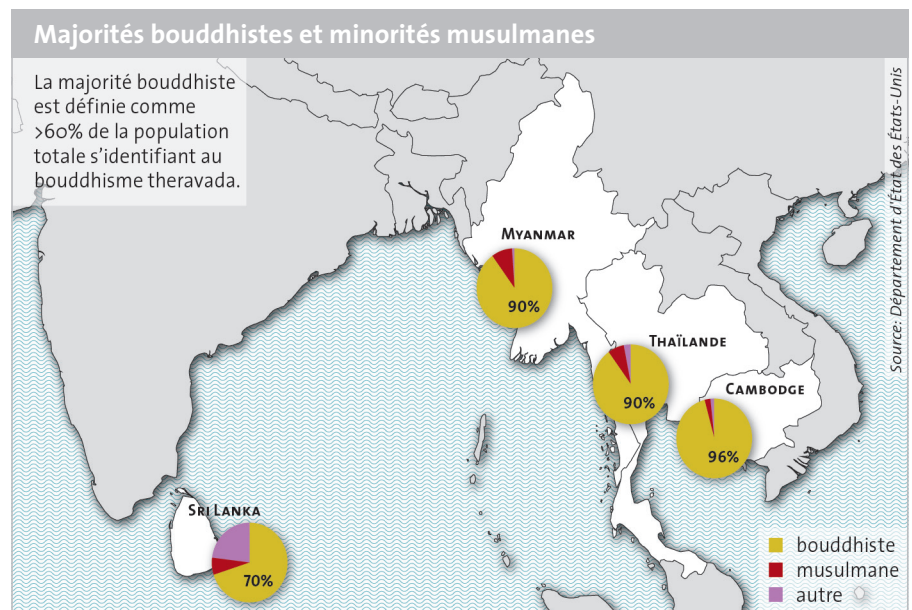 Majorités bouddhistes et minorités musulmanes
La majorité bouddhiste
est définie comme
>60% de la population
totale s’identifiant au
bouddhisme theravada.
Source: Département d’État des États-Unis
Myanmar
90%
Thaïlande
90%
Cambodge
96%
Sri Lanka
70%
bouddhiste
musulmane
autre